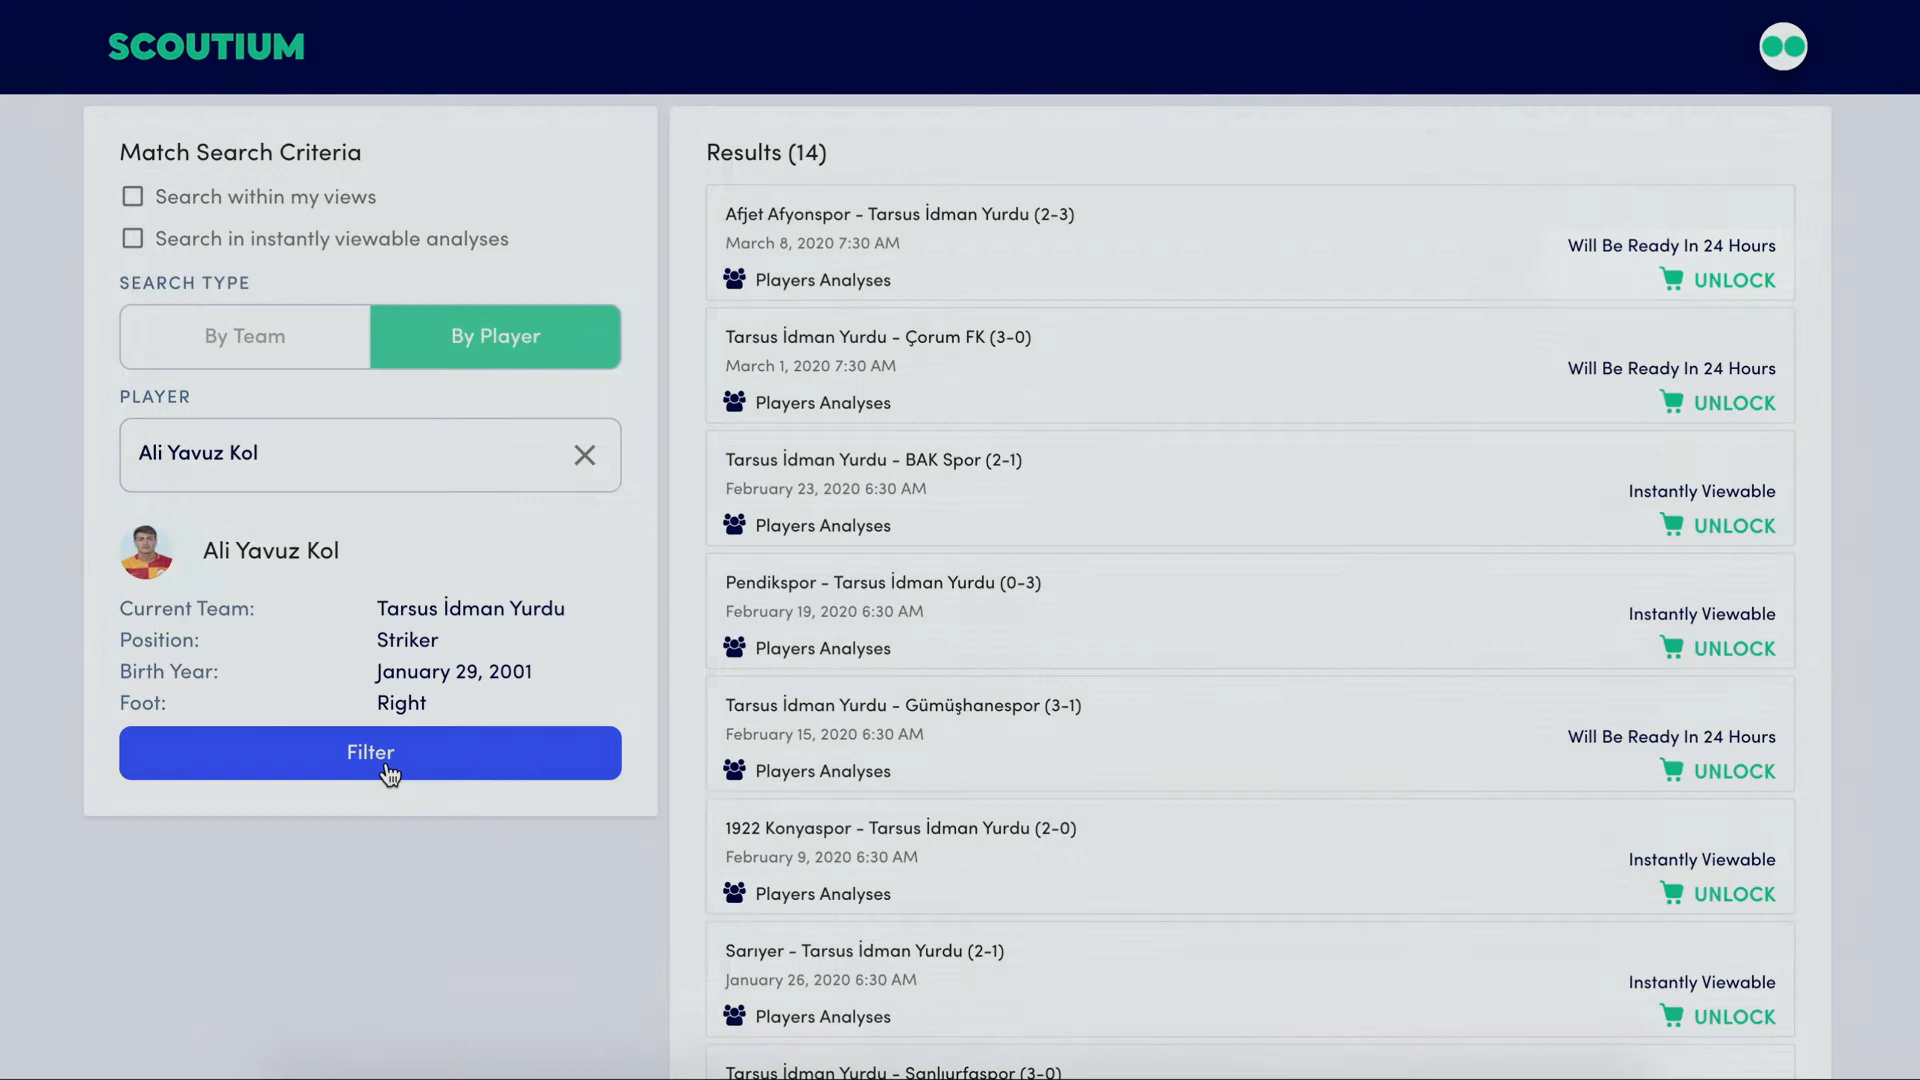 SCOUTIUM
Match Search Criteria
Search within my views
Search in instantly viewable analyses
SEARCH TYPE
By Team
By Player
PLAYER
Ali Yavuz Kol
Ali Yavuz Kol
Current Team: Tarsus İdman Yurdu
Position: Striker
Birth Year: January 29, 2001
Foot: Right
Filter
Results (14)
Afjet Afyonspor - Tarsus İdman Yurdu (2-3)
March 8, 2020 7:30 AM
Will Be Ready In 24 Hours
Players Analyses
UNLOCK
Tarsus İdman Yurdu - Çorum FK (3-0)
March 1, 2020 7:30 AM
Will Be Ready In 24 Hours
Players Analyses
UNLOCK
Tarsus İdman Yurdu - BAK Spor (2-1)
February 23, 2020 6:30 AM
Instantly Viewable
Players Analyses
UNLOCK
Pendikspor - Tarsus İdman Yurdu (0-3)
February 19, 2020 6:30 AM
Instantly Viewable
Players Analyses
UNLOCK
Tarsus İdman Yurdu - Gümüşhanespor (3-1)
February 15, 2020 6:30 AM
Will Be Ready In 24 Hours
Players Analyses
UNLOCK
1922 Konyaspor - Tarsus İdman Yurdu (2-0)
February 9, 2020 6:30 AM
Instantly Viewable
Players Analyses
UNLOCK
Sarıyer - Tarsus İdman Yurdu (2-1)
January 26, 2020 6:30 AM
Instantly Viewable
Players Analyses
UNLOCK
Tarsus İdman Yurdu - Şanlıurfaspor (3-0)